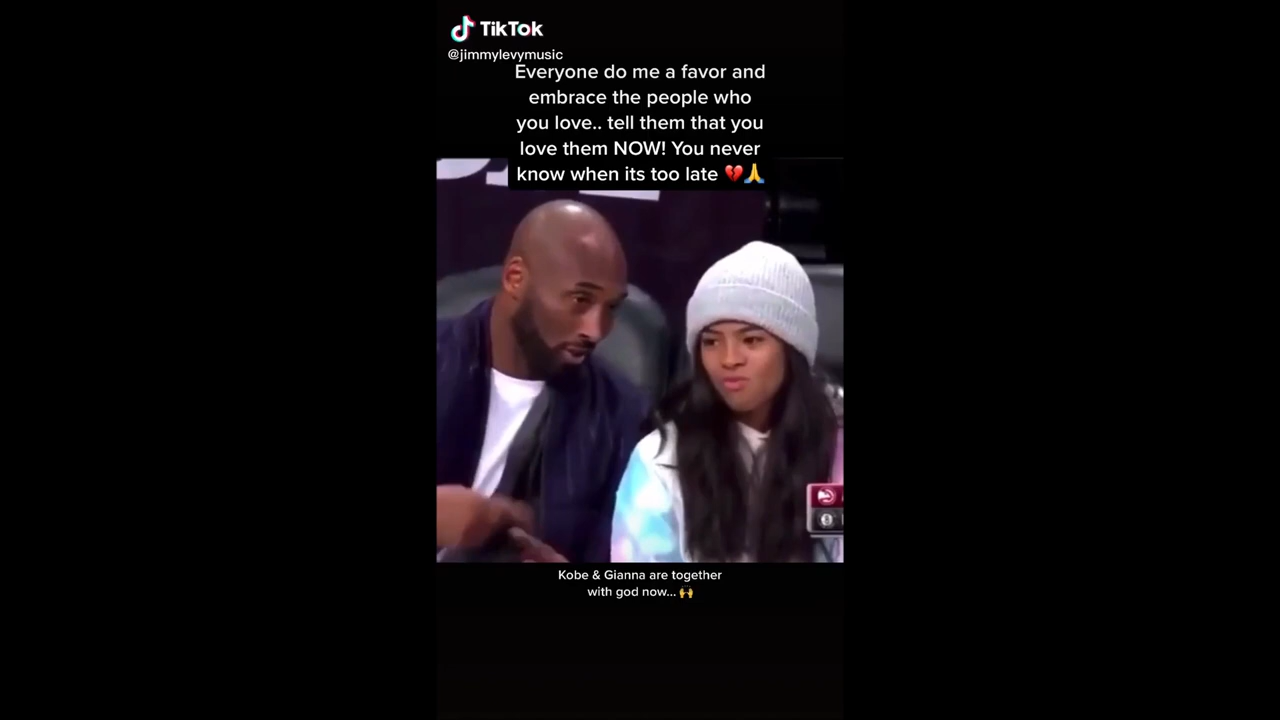 TikTok
@jimmylevymusic
Everyone do me a favor and
embrace the people who
you love.. tell them that you
love them NOW! You never
know when its too late 💔🙏
Kobe & Gianna are together
with god now... 🙌